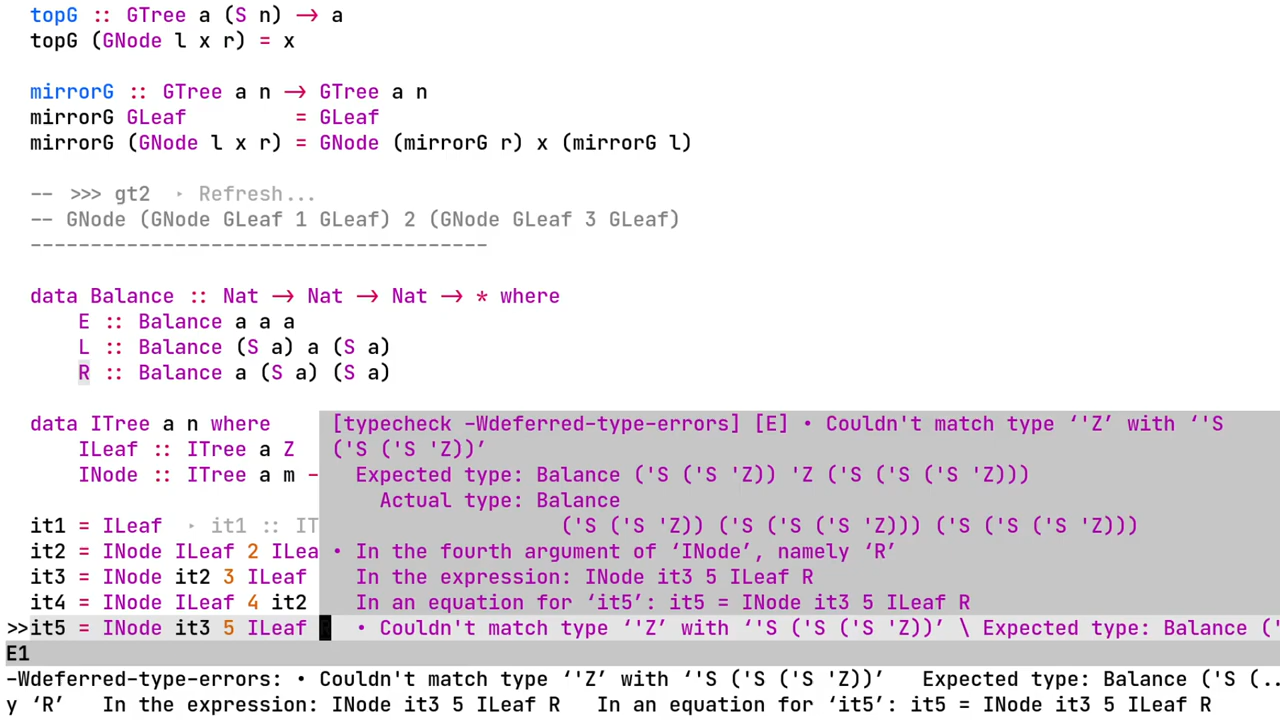 topG :: GTree a (S n) → a
topG (GNode l x r) = x
mirrorG :: GTree a n → GTree a n
mirrorG GLeaf = GLeaf
mirrorG (GNode l x r) = GNode (mirrorG r) x (mirrorG l)
-- >>> gt2 ‣ Refresh...
-- GNode (GNode GLeaf 1 GLeaf) 2 (GNode GLeaf 3 GLeaf)
--------------------------------------
data Balance :: Nat → Nat → Nat → * where
E :: Balance a a a
L :: Balance (S a) a (S a)
R :: Balance a (S a) (S a)
data ITree a n where
ILeaf :: ITree a Z
INode :: ITree a m -
it1 = ILeaf ‣ it1 :: IT
it2 = INode ILeaf 2 ILea
it3 = INode it2 3 ILeaf
it4 = INode ILeaf 4 it2
[typecheck -Wdeferred-type-errors] [E] • Couldn't match type ‘'Z’ with ‘'S
('S ('S 'Z))’
Expected type: Balance ('S ('S 'Z)) 'Z ('S ('S ('S 'Z)))
Actual type: Balance
('S ('S 'Z)) ('S ('S ('S 'Z))) ('S ('S ('S 'Z)))
• In the fourth argument of ‘INode’, namely ‘R’
In the expression: INode it3 5 ILeaf R
In an equation for ‘it5’: it5 = INode it3 5 ILeaf R
>>it5 = INode it3 5 ILeaf R • Couldn't match type ‘'Z’ with ‘'S ('S ('S 'Z))’ \ Expected type: Balance ('
E1
-Wdeferred-type-errors: • Couldn't match type ‘'Z’ with ‘'S ('S ('S 'Z))’ Expected type: Balance ('S (..
y ‘R’ In the expression: INode it3 5 ILeaf R In an equation for ‘it5’: it5 = INode it3 5 ILeaf R